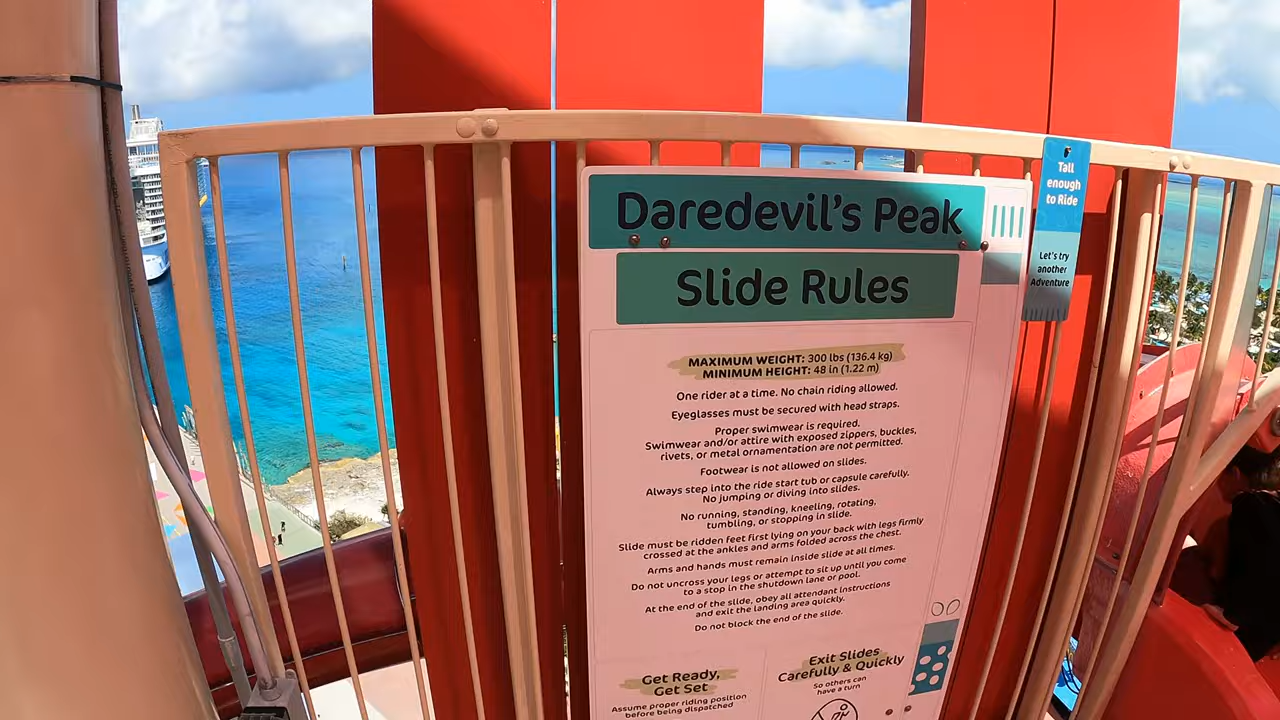 Daredevil's Peak
Slide Rules
MAXIMUM WEIGHT: 300 lbs (136.4 kg)
MINIMUM HEIGHT: 48 in (1.22 m)
One rider at a time. No chain riding allowed.
Eyeglasses must be secured with head straps.
Proper swimwear is required.
Swimwear and/or attire with exposed zippers, buckles,
rivets, or metal ornamentation are not permitted.
Footwear is not allowed on slides.
Always step into the ride start tub or capsule carefully.
No jumping or diving into slides.
No running, standing, kneeling, rotating,
tumbling, or stopping in slide.
Slide must be ridden feet first lying on your back with legs firmly
crossed at the ankles and arms folded across the chest.
Arms and hands must remain inside slide at all times.
Do not uncross your legs or attempt to sit up until you come
to a stop in the shutdown lane or pool.
At the end of the slide, obey all attendant instructions
and exit the landing area quickly.
Do not block the end of the slide.
Get Ready,
Get Set
Assume proper riding position
before being dispatched
Exit Slides
Carefully & Quickly
So others can
have a turn
Tall
enough
to Ride
Let's try
another
Adventure